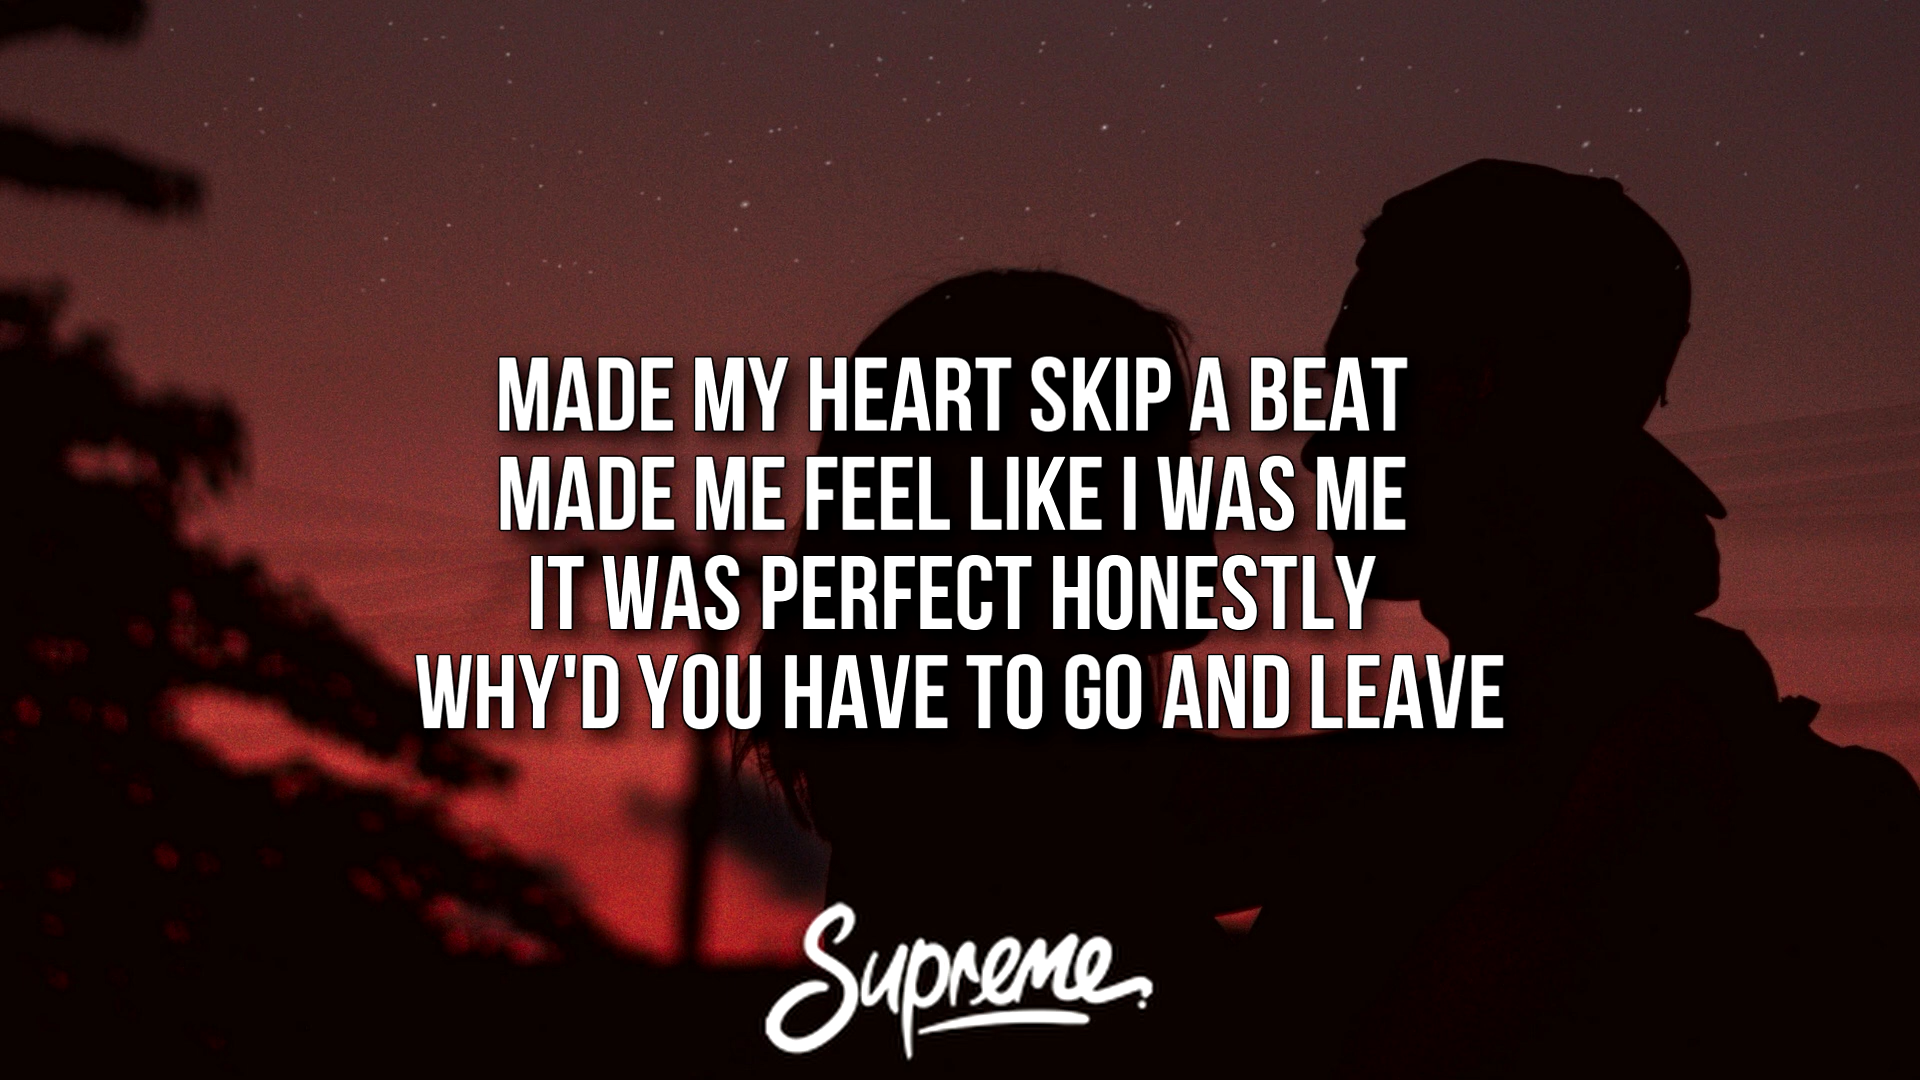 MADE MY HEART SKIP A BEAT
MADE ME FEEL LIKE I WAS ME
IT WAS PERFECT HONESTLY
WHY'D YOU HAVE TO GO AND LEAVE
Supreme.